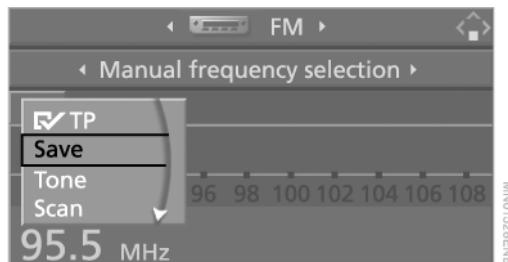 FM
Manual frequency selection
TP
Save
Tone
Scan
96 98 100 102 104 106 108
95.5 MHz